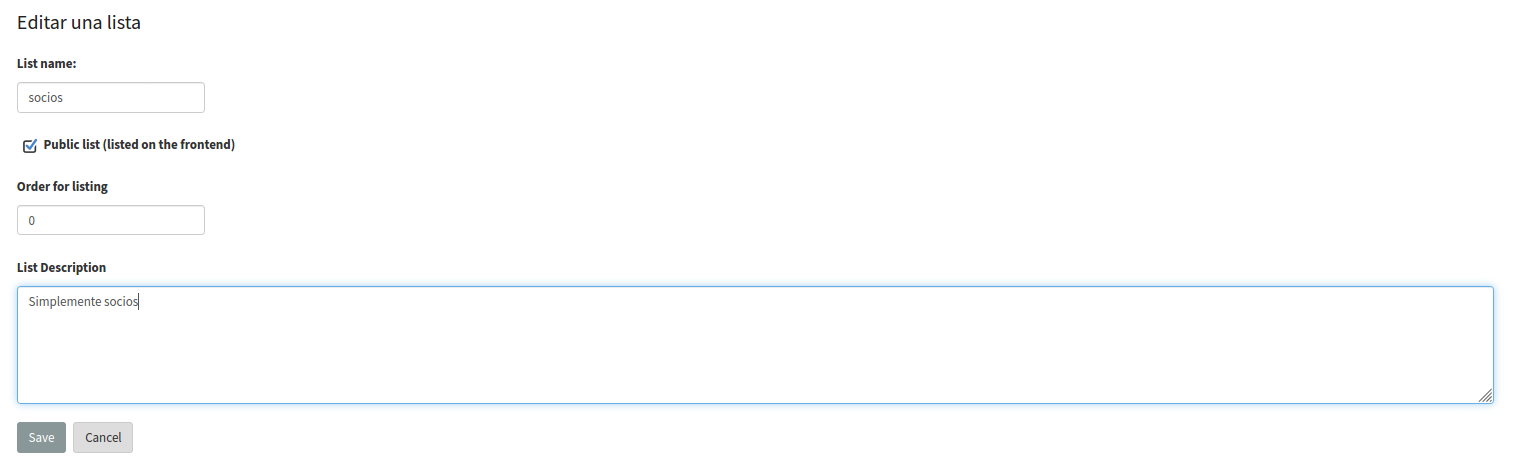 Editar una lista
List name:
socios
Public list (listed on the frontend)
Order for listing
0
List Description
Simplemente socios
Save Cancel